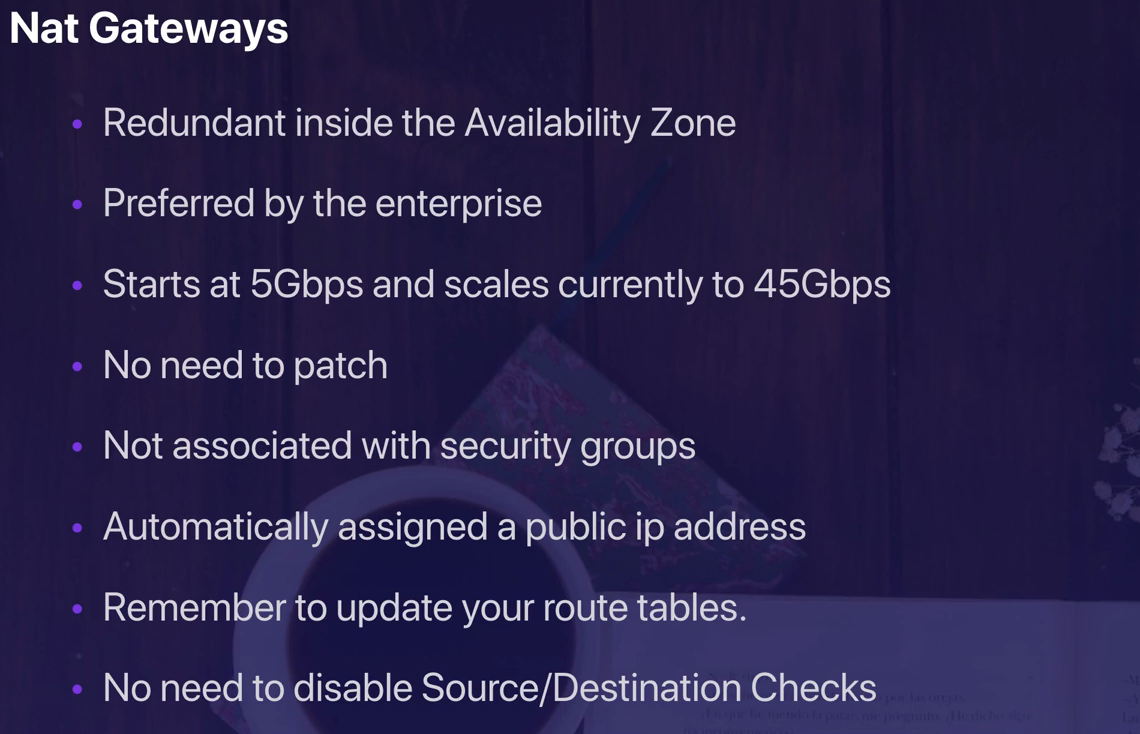 Nat Gateways
Redundant inside the Availability Zone
Preferred by the enterprise
Starts at 5Gbps and scales currently to 45Gbps
No need to patch
Not associated with security groups
Automatically assigned a public ip address
Remember to update your route tables.
No need to disable Source/Destination Checks